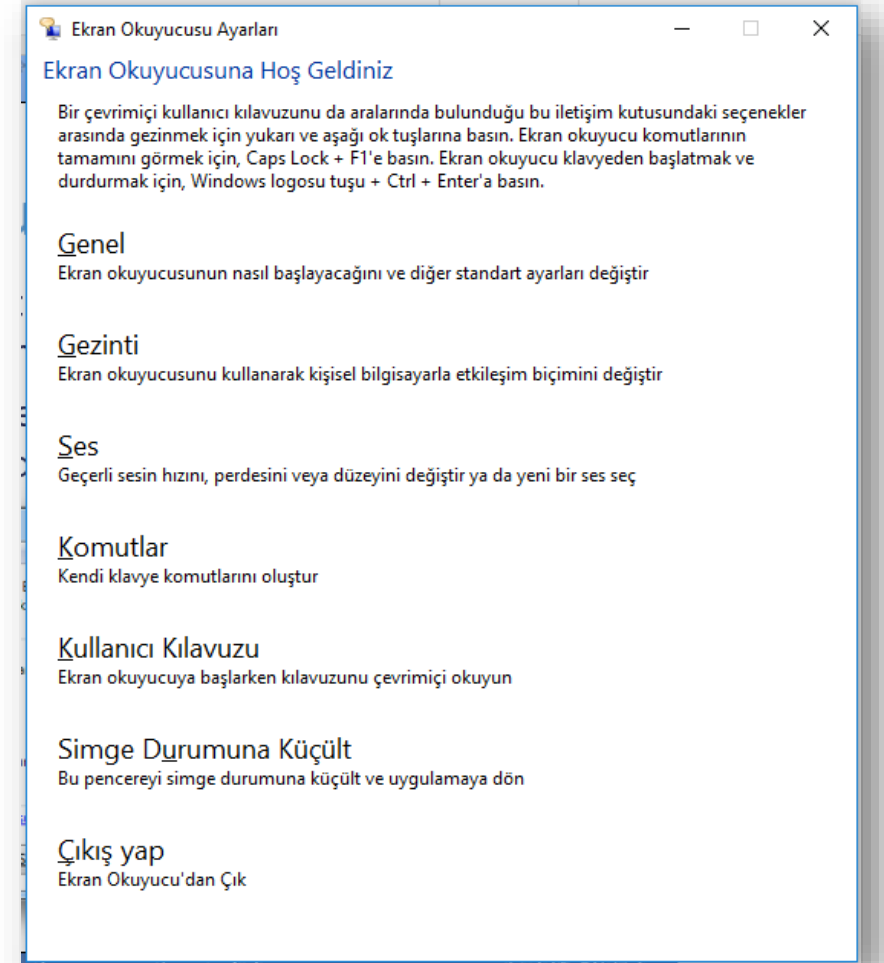 Ekran Okuyucusu Ayarları
Ekran Okuyucusuna Hoş Geldiniz
Bir çevrimiçi kullanıcı kılavuzunu da aralarında bulunduğu bu iletişim kutusundaki seçenekler
arasında gezinmek için yukarı ve aşağı ok tuşlarına basın. Ekran okuyucu komutlarının
tamamını görmek için, Caps Lock + F1'e basın. Ekran okuyucu klavyeden başlatmak ve
durdurmak için, Windows logosu tuşu + Ctrl + Enter'a basın.
Genel
Ekran okuyucusunun nasıl başlayacağını ve diğer standart ayarları değiştir
Gezinti
Ekran okuyucusunu kullanarak kişisel bilgisayarla etkileşim biçimini değiştir
Ses
Geçerli sesin hızını, perdesini veya düzeyini değiştir ya da yeni bir ses seç
Komutlar
Kendi klavye komutlarını oluştur
Kullanıcı Kılavuzu
Ekran okuyucuya başlarken kılavuzunu çevrimiçi okuyun
Simge Durumuna Küçült
Bu pencereyi simge durumuna küçült ve uygulamaya dön
Çıkış yap
Ekran Okuyucu'dan Çık